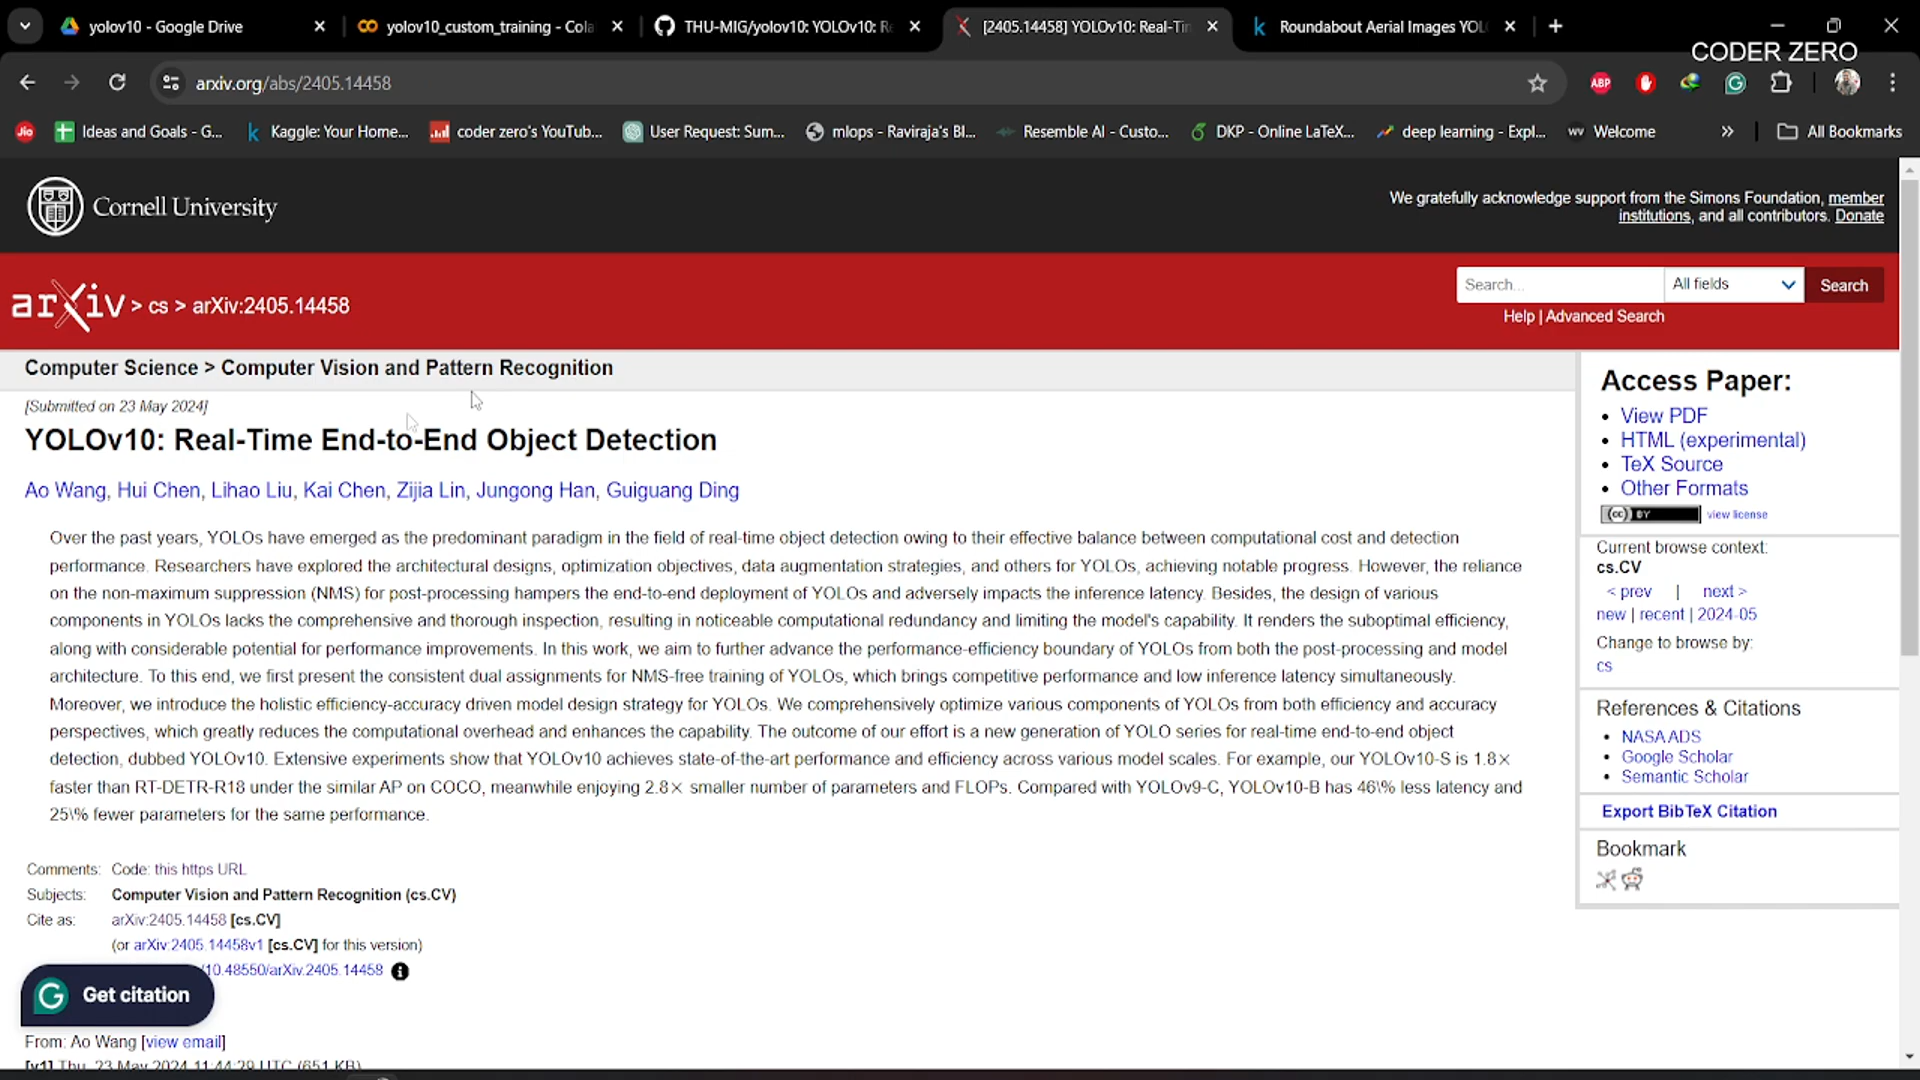 yolov10 - Google Drive
yolov10_custom_training - Cola
THU-MIG/yolov10: YOLOv10: Re
[2405.14458] YOLOv10: Real-Tin
Roundabout Aerial Images YOL
CODER ZERO
arxiv.org/abs/2405.14458
ABP
Jio
Ideas and Goals - G...
Kaggle: Your Home...
coder zero's YouTub...
User Request: Sum...
mlops - Raviraja's Bl...
Resemble AI - Custo...
DKP - Online LaTeX...
deep learning - Expl...
Welcome
All Bookmarks
Cornell University
We gratefully acknowledge support from the Simons Foundation, member
institutions, and all contributors. Donate
arXiv > cs > arXiv:2405.14458
Search...
All fields
Search
Help | Advanced Search
Computer Science > Computer Vision and Pattern Recognition
[Submitted on 23 May 2024]
YOLOv10: Real-Time End-to-End Object Detection
Ao Wang, Hui Chen, Lihao Liu, Kai Chen, Zijia Lin, Jungong Han, Guiguang Ding
Over the past years, YOLOs have emerged as the predominant paradigm in the field of real-time object detection owing to their effective balance between computational cost and detection
performance. Researchers have explored the architectural designs, optimization objectives, data augmentation strategies, and others for YOLOs, achieving notable progress. However, the reliance
on the non-maximum suppression (NMS) for post-processing hampers the end-to-end deployment of YOLOs and adversely impacts the inference latency. Besides, the design of various
components in YOLOs lacks the comprehensive and thorough inspection, resulting in noticeable computational redundancy and limiting the model's capability. It renders the suboptimal efficiency,
along with considerable potential for performance improvements. In this work, we aim to further advance the performance-efficiency boundary of YOLOs from both the post-processing and model
architecture. To this end, we first present the consistent dual assignments for NMS-free training of YOLOs, which brings competitive performance and low inference latency simultaneously.
Moreover, we introduce the holistic efficiency-accuracy driven model design strategy for YOLOs. We comprehensively optimize various components of YOLOs from both efficiency and accuracy
perspectives, which greatly reduces the computational overhead and enhances the capability. The outcome of our effort is a new generation of YOLO series for real-time end-to-end object
detection, dubbed YOLOv10. Extensive experiments show that YOLOv10 achieves state-of-the-art performance and efficiency across various model scales. For example, our YOLOv10-S is 1.8×
faster than RT-DETR-R18 under the similar AP on COCO, meanwhile enjoying 2.8× smaller number of parameters and FLOPs. Compared with YOLOv9-C, YOLOv10-B has 46\% less latency and
25\% fewer parameters for the same performance.
Comments: Code: this https URL
Subjects: Computer Vision and Pattern Recognition (cs.CV)
Cite as: arXiv:2405.14458 [cs.CV]
(or arXiv:2405.14458v1 [cs.CV] for this version)
/10.48550/arXiv.2405.14458
Get citation
From: Ao Wang [view email]
[v1] Thu, 23 May 2024 11:44:29 UTC (651 KB)
Access Paper:
View PDF
HTML (experimental)
TeX Source
Other Formats
(cc) BY
view license
Current browse context:
cs.CV
< prev | next >
new | recent | 2024-05
Change to browse by:
cs
References & Citations
NASA ADS
Google Scholar
Semantic Scholar
Export BibTeX Citation
Bookmark